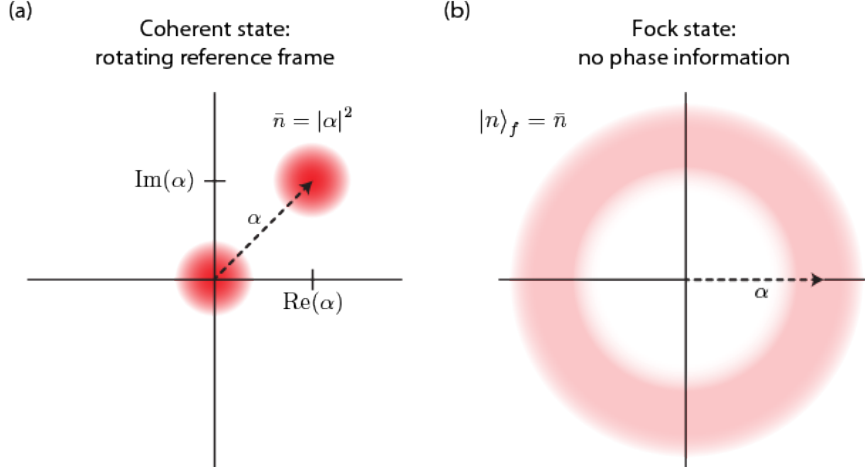 (a)
Coherent state:
rotating reference frame
n̄ = |α|²
Im(α)
α
Re(α)
(b)
Fock state:
no phase information
|n⟩_f = n̄
α